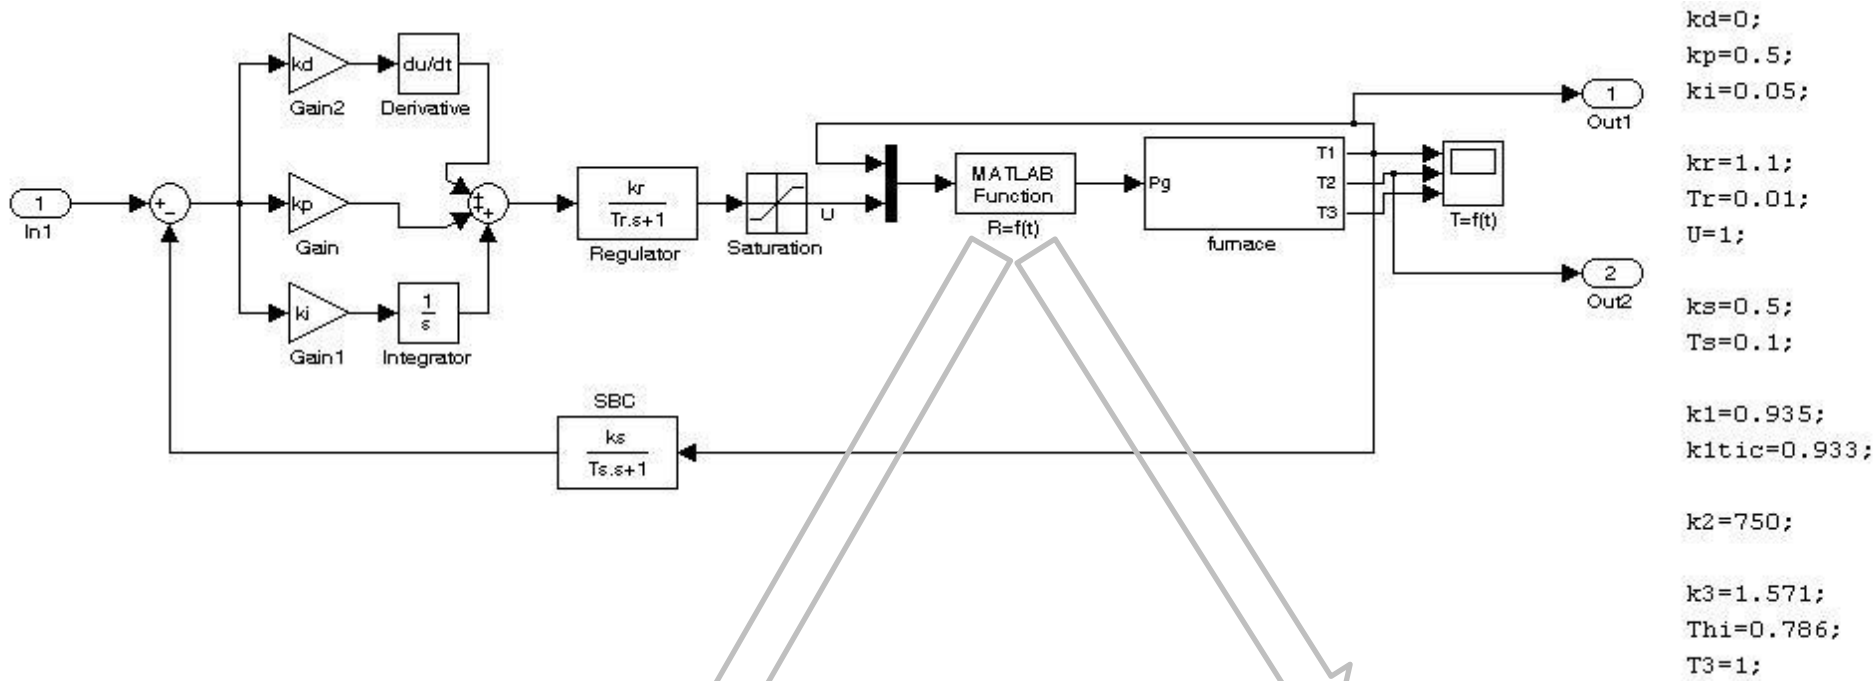 kd
Gain2
du/dt
Derivative
1
In1
+
−
kp
Gain
ki
Gain1
1
s
Integrator
+
+
+
kr
Tr.s+1
Regulator
Saturation
U
MATLAB
Function
R=f(t)
Pg
T1
T2
T3
furnace
T=f(t)
1
Out1
2
Out2
SBC
ks
Ts.s+1
kd=0;
kp=0.5;
ki=0.05;
kr=1.1;
Tr=0.01;
U=1;
ks=0.5;
Ts=0.1;
k1=0.935;
k1tic=0.933;
k2=750;
k3=1.571;
Thi=0.786;
T3=1;